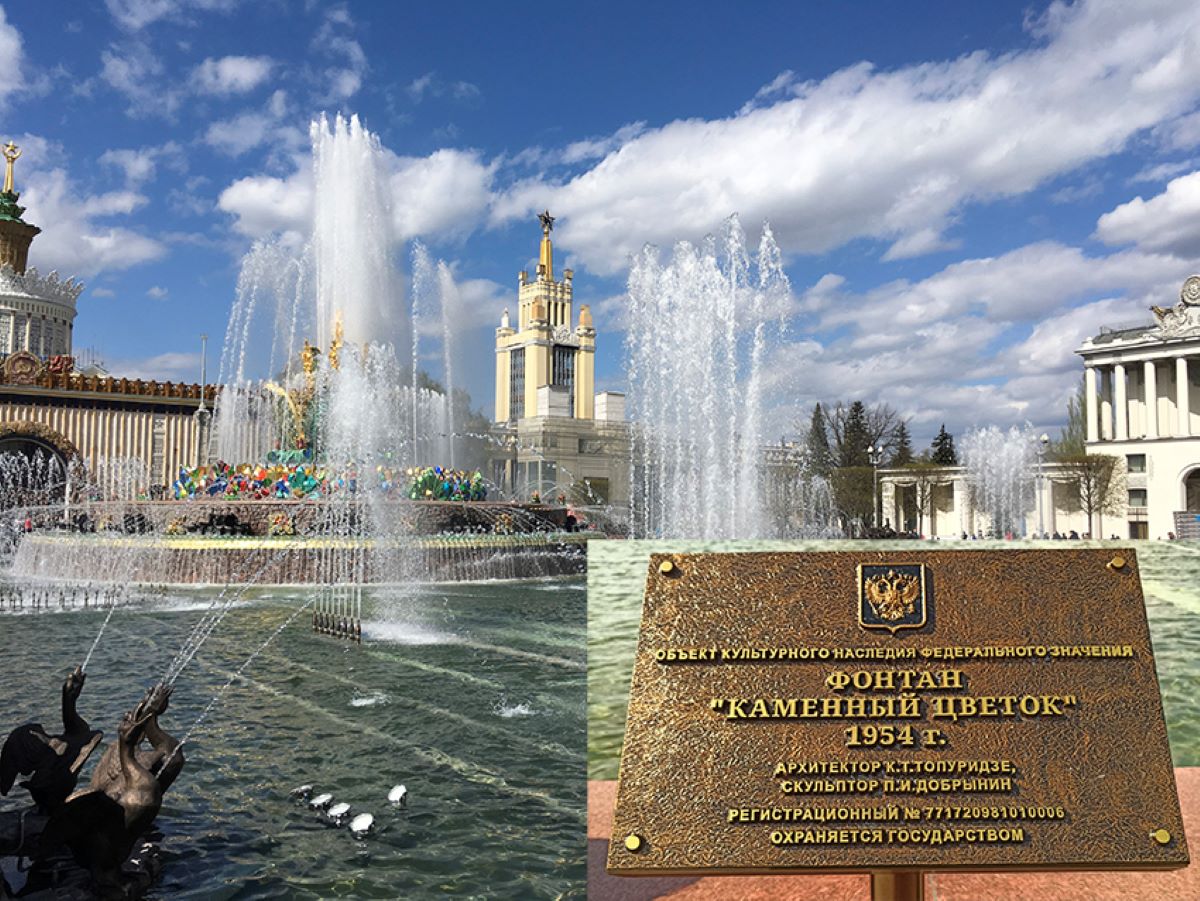 ОБЪЕКТ КУЛЬТУРНОГО НАСЛЕДИЯ ФЕДЕРАЛЬНОГО ЗНАЧЕНИЯ
ФОНТАН
"КАМЕННЫЙ ЦВЕТОК"
1954 г.
АРХИТЕКТОР К.Т.ТОПУРИДЗЕ,
СКУЛЬПТОР П.И.ДОБРЫНИН
РЕГИСТРАЦИОННЫЙ № 771720981010006
ОХРАНЯЕТСЯ ГОСУДАРСТВОМ